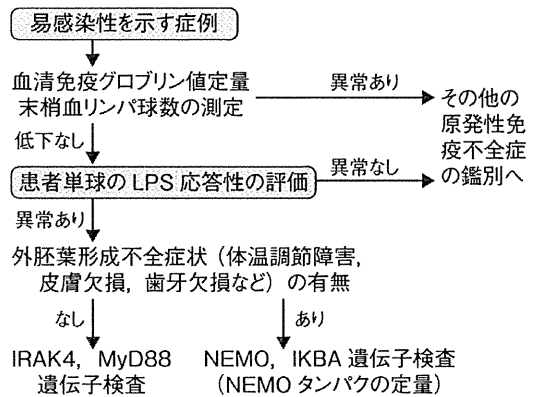 易感染性を示す症例
血清免疫グロブリン値定量
末梢血リンパ球数の測定
異常あり
その他の
原発性免
疫不全症
の鑑別へ
低下なし
患者単球の LPS 応答性の評価
異常なし
異常あり
外胚葉形成不全症状（体温調節障害，
皮膚欠損，歯牙欠損など）の有無
なし
あり
IRAK4，MyD88
遺伝子検査
NEMO，IKBA 遺伝子検査
（NEMO タンパクの定量）